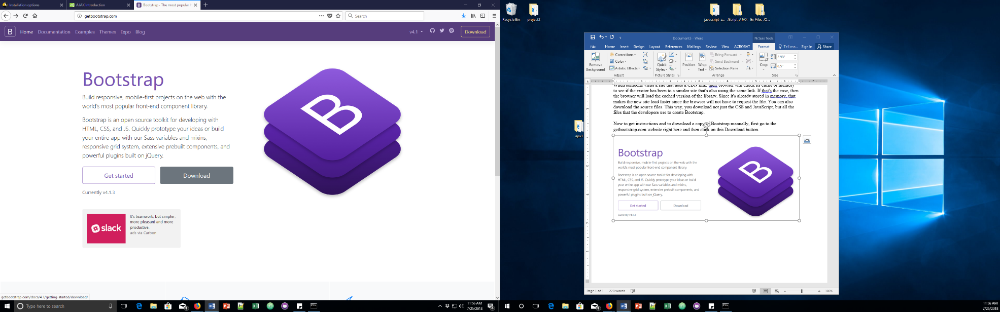 Installation options
AJAX Introduction
Bootstrap · The most popular H
getbootstrap.com
Search
B
Home
Documentation
Examples
Themes
Expo
Blog
v4.1
Download
Bootstrap
Build responsive, mobile-first projects on the web with the
world's most popular front-end component library.
Bootstrap is an open source toolkit for developing with
HTML, CSS, and JS. Quickly prototype your ideas or build
your entire app with our Sass variables and mixins,
responsive grid system, extensive prebuilt components, and
powerful plugins built on jQuery.
Get started
Download
Currently v4.1.3
B
slack
It's teamwork, but simpler,
more pleasant and more
productive.
ads via Carbon
getbootstrap.com/docs/4.1/getting-started/download/
Type here to search
11:56 AM
7/25/2018
Recycle Bin
project2
javascript-a...
JScript_AJAX
Ex_Files_JQ...
ajax1
Document3 - Word
Picture Tools
File
Home
Insert
Design
Layout
References
Mailings
Review
View
ACROBAT
Format
Tell me...
Sign in
Share
Remove
Background
Corrections
Color
Artistic Effects
Adjust
Quick
Styles
Picture Styles
Position
Wrap
Text
Bring Forward
Send Backward
Selection Pane
Arrange
Crop
2.98"
6.5"
Size
When someone visits a site that uses a CDN link, their browser will check its cache or memory
to see if the visitor has been to a similar site that's also using the same link. If that's the case, then
the browser will load the cached version of the library. Since it's already stored in memory, that
makes the new site load faster since the browser will not have to request the file. You can also
download the source files. This way, you download not just the CSS and JavaScript, but all the
files that the developers use to create Bootstrap.
Now to get instructions and to download a copy of Bootstrap manually, first go to the
getbootstrap.com website right here and then click on this Download button.
Bootstrap
Build responsive, mobile-first projects on the web with the
world's most popular front-end component library.
Bootstrap is an open source toolkit for developing with
HTML, CSS, and JS. Quickly prototype your ideas or build
your entire app with our Sass variables and mixins,
responsive grid system, extensive prebuilt components, and
powerful plugins built on jQuery.
Get started
Download
Currently v4.1.3
B
Page 1 of 1
220 words
100%
11:56 AM
7/25/2018